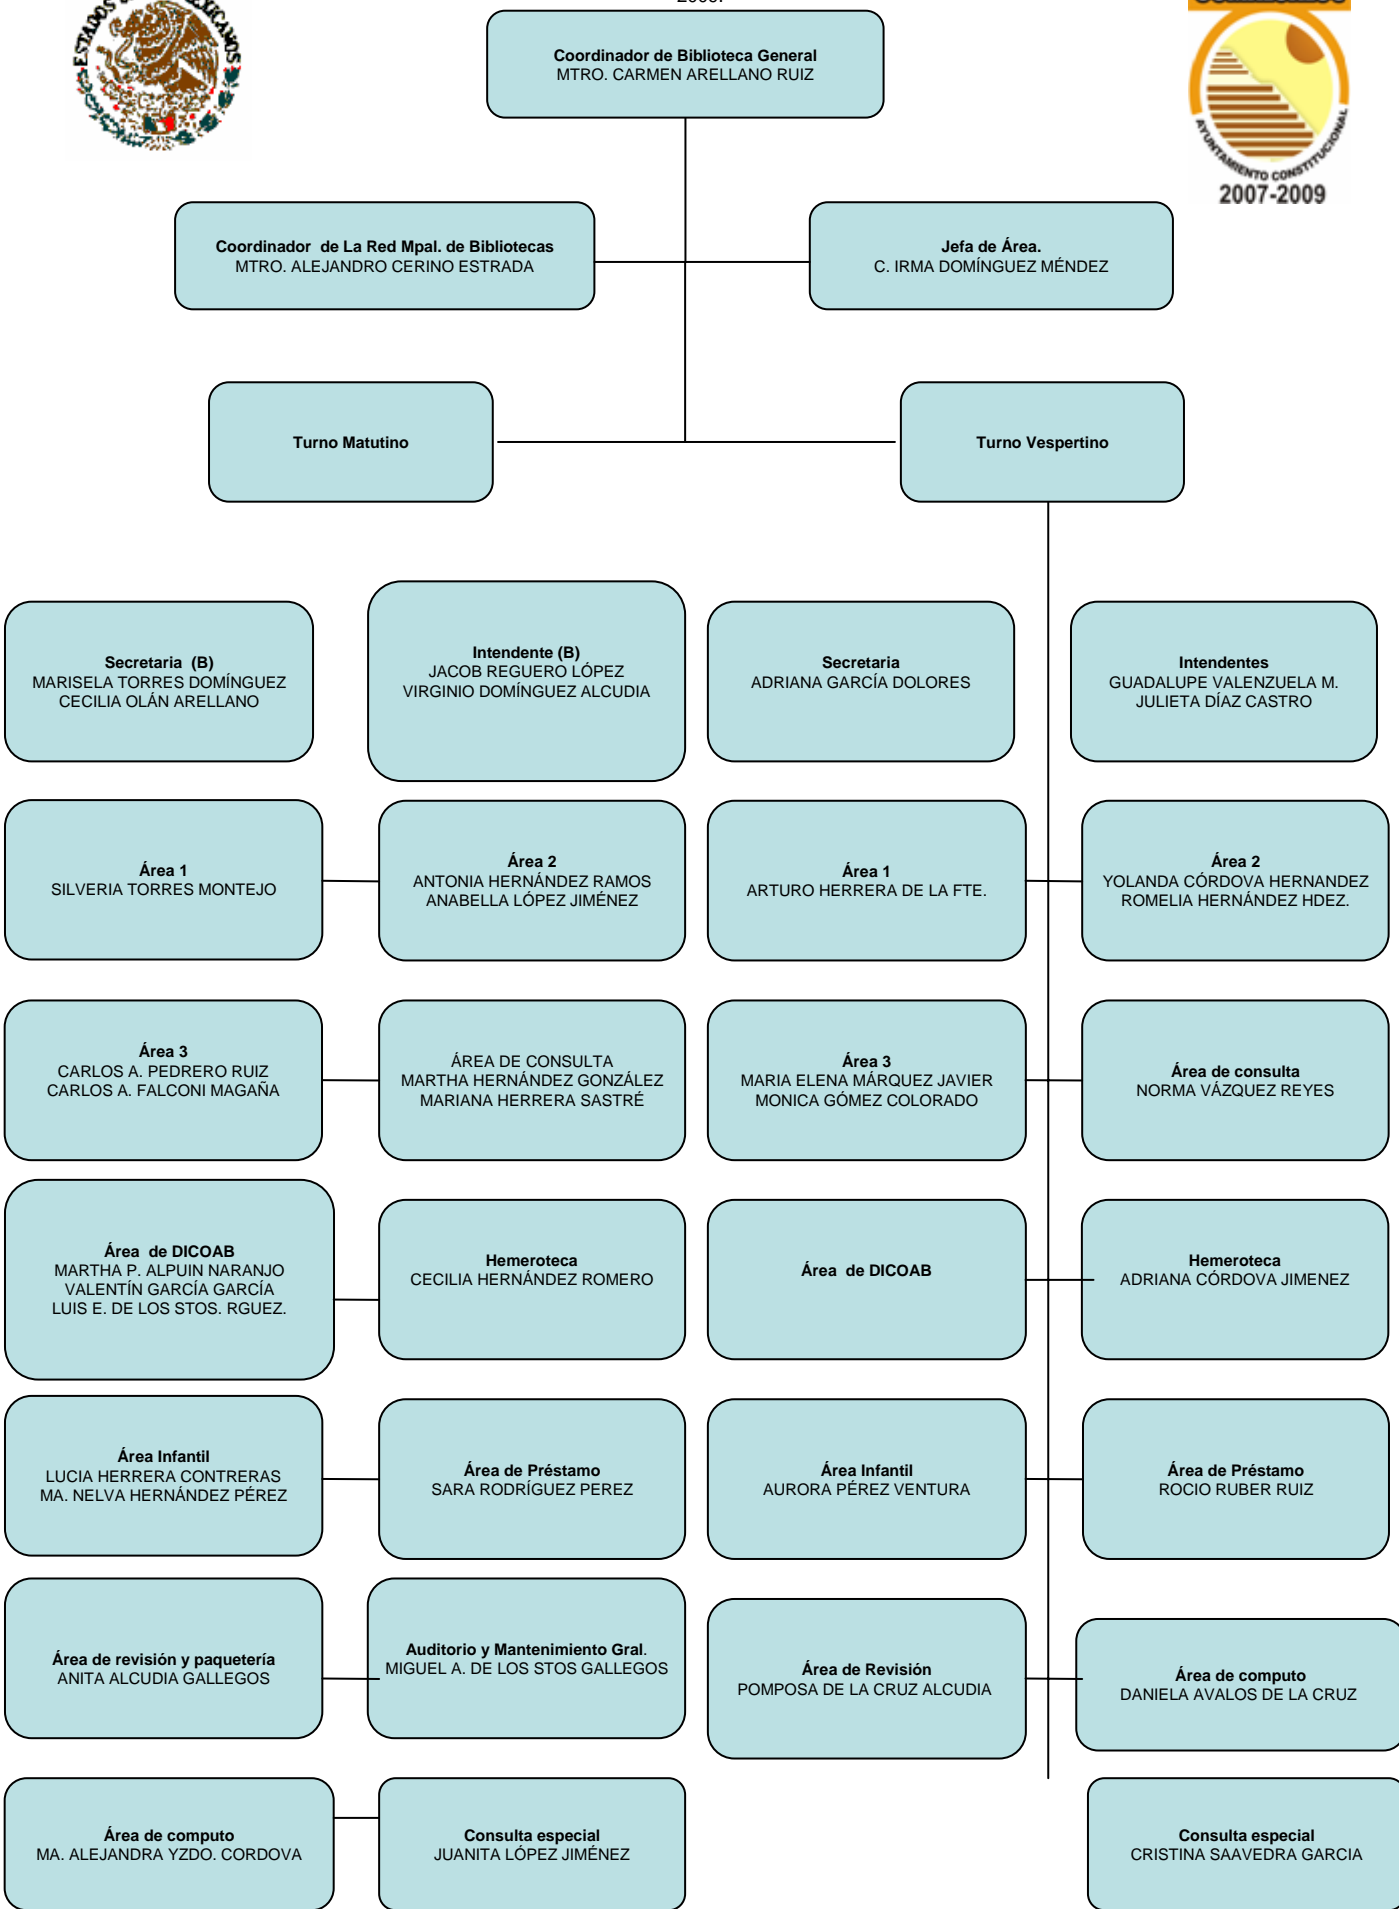 ESTADOS
MEXICANOS
Coordinador de Biblioteca General
MTRO. CARMEN ARELLANO RUIZ
AYUNTAMIENTO CONSTITUCIONAL
2007-2009
Coordinador de La Red Mpal. de Bibliotecas
MTRO. ALEJANDRO CERINO ESTRADA
Jefa de Área.
C. IRMA DOMÍNGUEZ MÉNDEZ
Turno Matutino
Turno Vespertino
Secretaria (B)
MARISELA TORRES DOMÍNGUEZ
CECILIA OLÁN ARELLANO
Intendente (B)
JACOB REGUERO LÓPEZ
VIRGINIO DOMÍNGUEZ ALCUDIA
Secretaria
ADRIANA GARCÍA DOLORES
Intendentes
GUADALUPE VALENZUELA M.
JULIETA DÍAZ CASTRO
Área 1
SILVERIA TORRES MONTEJO
Área 2
ANTONIA HERNÁNDEZ RAMOS
ANABELLA LÓPEZ JIMÉNEZ
Área 1
ARTURO HERRERA DE LA FTE.
Área 2
YOLANDA CÓRDOVA HERNANDEZ
ROMELIA HERNÁNDEZ HDEZ.
Área 3
CARLOS A. PEDRERO RUIZ
CARLOS A. FALCONI MAGAÑA
ÁREA DE CONSULTA
MARTHA HERNÁNDEZ GONZÁLEZ
MARIANA HERRERA SASTRÉ
Área 3
MARIA ELENA MÁRQUEZ JAVIER
MONICA GÓMEZ COLORADO
Área de consulta
NORMA VÁZQUEZ REYES
Área de DICOAB
MARTHA P. ALPUIN NARANJO
VALENTÍN GARCÍA GARCÍA
LUIS E. DE LOS STOS. RGUEZ.
Hemeroteca
CECILIA HERNÁNDEZ ROMERO
Área de DICOAB
Hemeroteca
ADRIANA CÓRDOVA JIMENEZ
Área Infantil
LUCIA HERRERA CONTRERAS
MA. NELVA HERNÁNDEZ PÉREZ
Área de Préstamo
SARA RODRÍGUEZ PEREZ
Área Infantil
AURORA PÉREZ VENTURA
Área de Préstamo
ROCIO RUBER RUIZ
Área de revisión y paquetería
ANITA ALCUDIA GALLEGOS
Auditorio y Mantenimiento Gral.
MIGUEL A. DE LOS STOS GALLEGOS
Área de Revisión
POMPOSA DE LA CRUZ ALCUDIA
Área de computo
DANIELA AVALOS DE LA CRUZ
Área de computo
MA. ALEJANDRA YZDO. CORDOVA
Consulta especial
JUANITA LÓPEZ JIMÉNEZ
Consulta especial
CRISTINA SAAVEDRA GARCIA